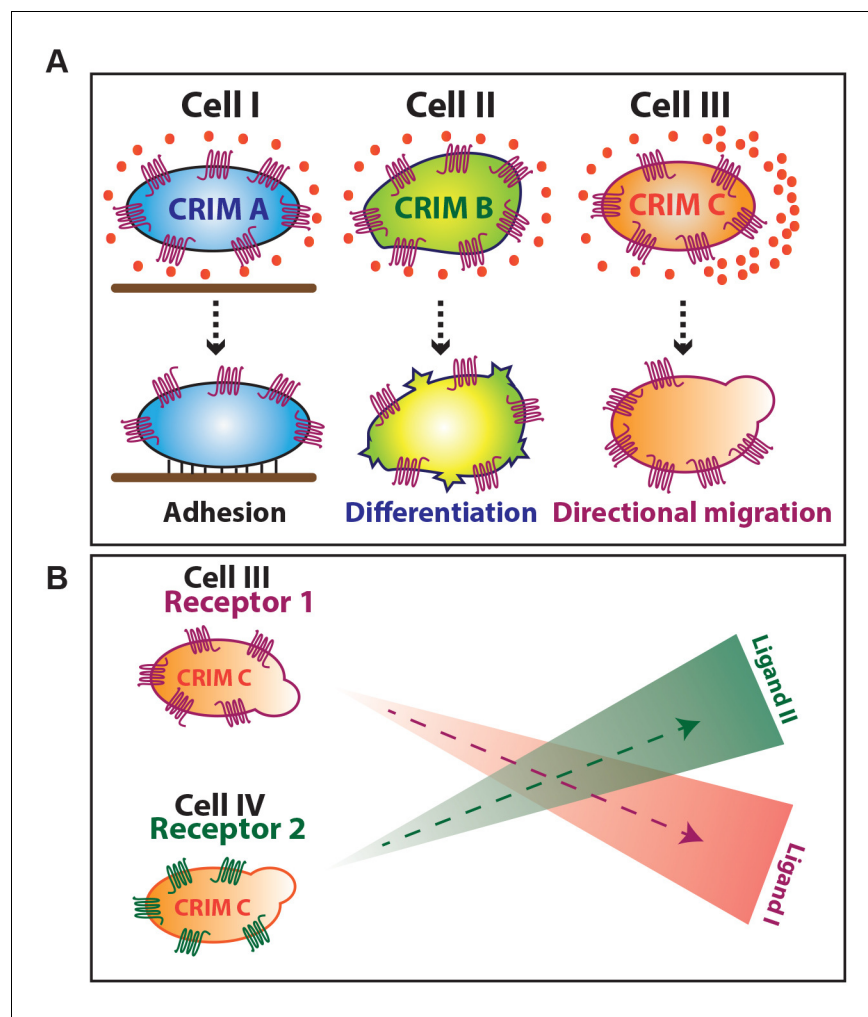 A
Cell I
Cell II
Cell III
CRIM A
CRIM B
CRIM C
Adhesion
Differentiation
Directional migration
B
Cell III
Receptor 1
CRIM C
Ligand II
Cell IV
Receptor 2
CRIM C
Ligand I